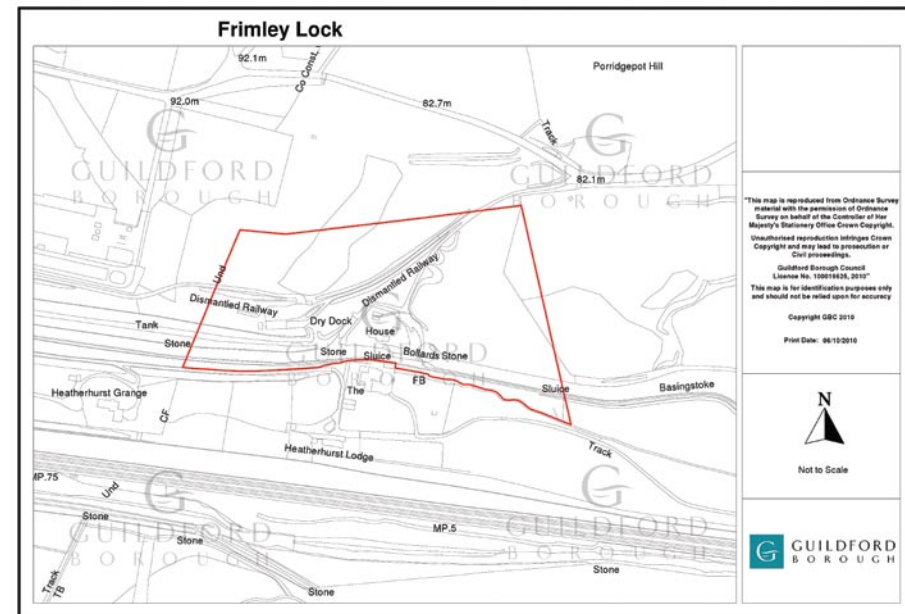 Frimley Lock
92.1m
Co Const,
Porridgepot Hill
92.0m
82.7m
Track
GUILDFORD
BOROUGH
GUILDFORD
BOROUGH
82.1m
Und
Dismantled Railway
Dismantled Railway
Tank
Dry Dock
House
Stone
Stone
Sluice
Bollards Stone
GUILDFORD
BOROUGH
FB
The
Sluice
Basingstoke
Heatherhurst Grange
CF
Heatherhurst Lodge
Track
MP.75
Und
Stone
Stone
MP.5
GUILDFORD
BOROUGH
GUILDFORD
BOROUGH
Stone
Stone
Track
TB
"This map is reproduced from Ordnance Survey
material with the permission of Ordnance
Survey on behalf of the Controller of Her
Majesty's Stationery Office Crown Copyright.
Unauthorised reproduction infringes Crown
Copyright and may lead to prosecution or
Civil proceedings.
Guildford Borough Council
Licence No. 100019625, 2010"
This map is for identification purposes only
and should not be relied upon for accuracy
Copyright GBC 2010
Print Date: 06/10/2010
N
Not to Scale
G
GUILDFORD
BOROUGH